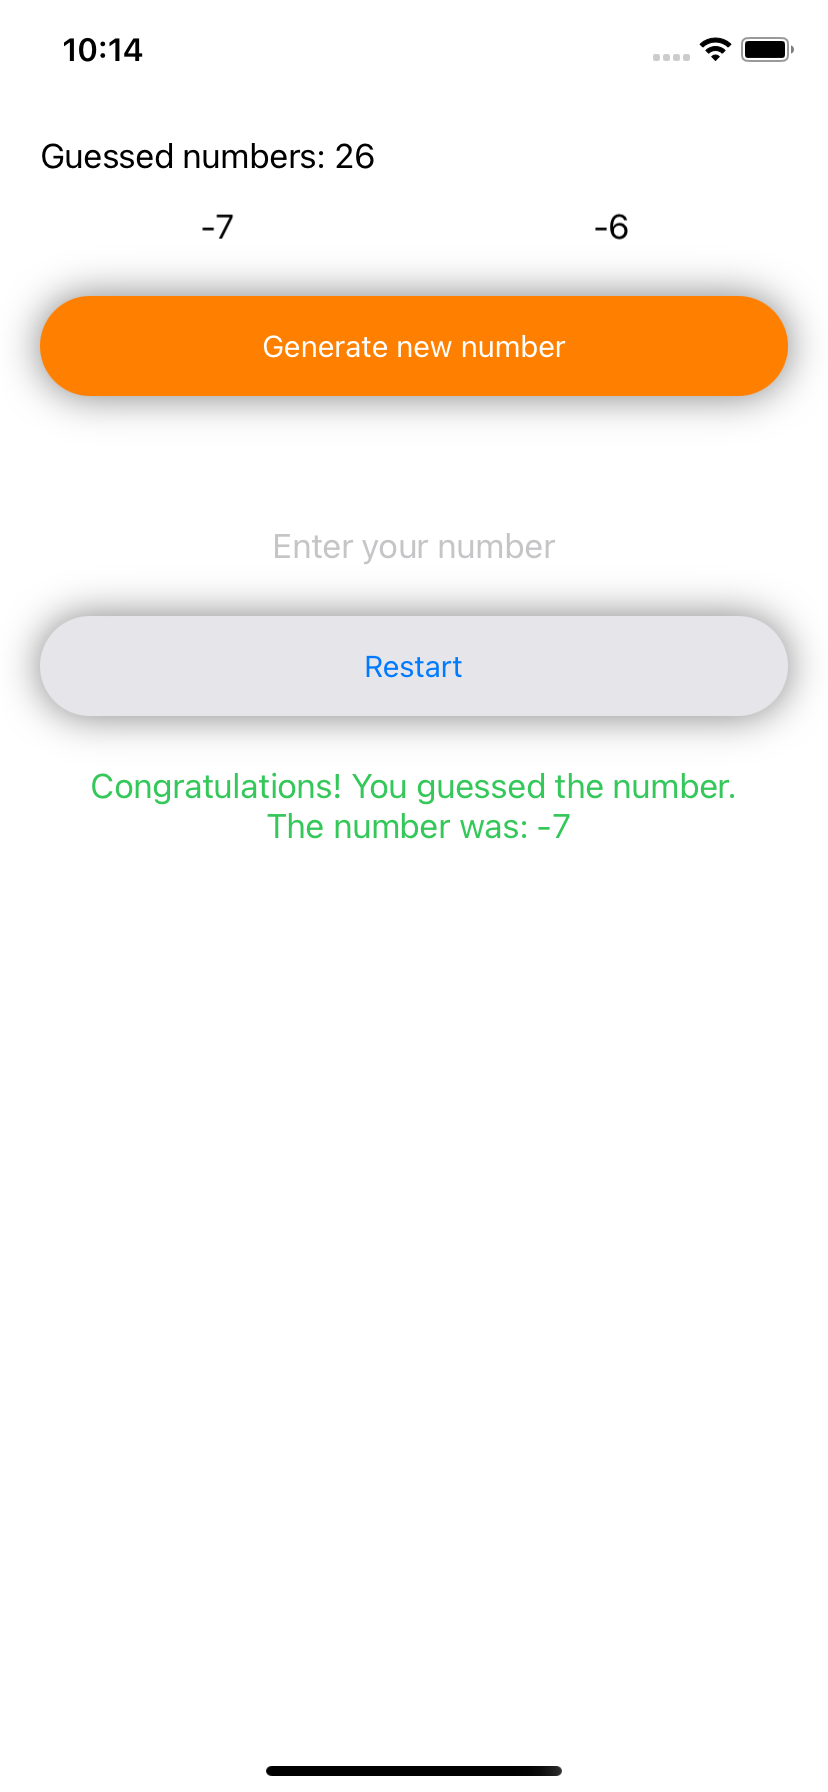 10:14
Guessed numbers: 26
-7 -6
Generate new number
Enter your number
Restart
Congratulations! You guessed the number.
The number was: -7